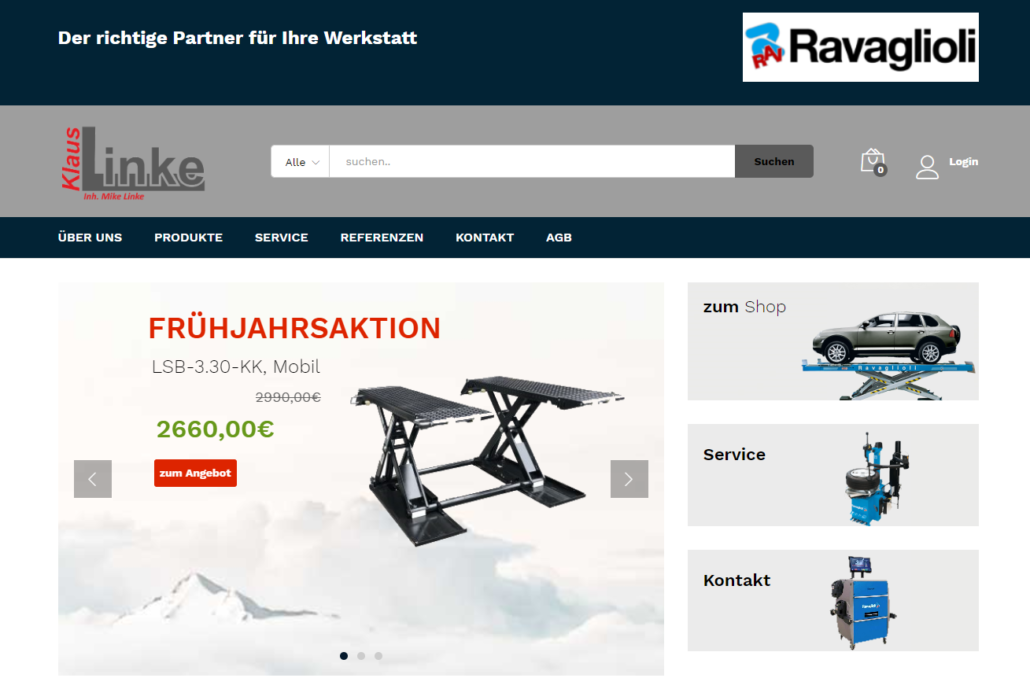 Der richtige Partner für Ihre Werkstatt
RAV Ravaglioli
Klaus
Linke
Inh. Mike Linke
Alle
suchen..
Suchen
0
Login
ÜBER UNS PRODUKTE SERVICE REFERENZEN KONTAKT AGB
FRÜHJAHRSAKTION
LSB-3.30-KK, Mobil
2990,00€
2660,00€
zum Angebot
zum Shop
Ravaglioli
Service
Kontakt